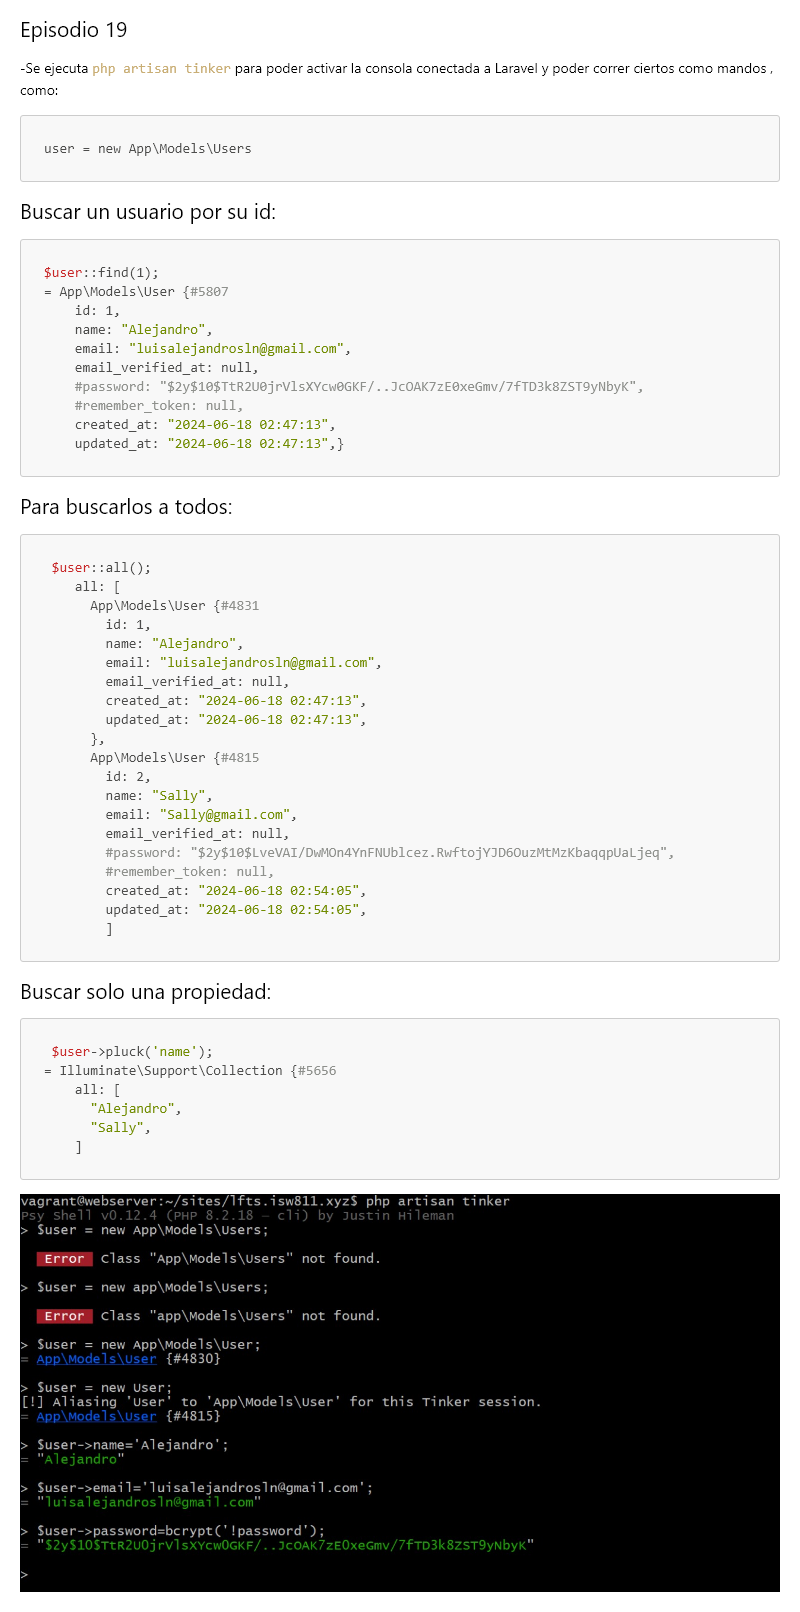 Episodio 19
-Se ejecuta php artisan tinker para poder activar la consola conectada a Laravel y poder correr ciertos como mandos ,
como:
user = new App\Models\Users
Buscar un usuario por su id:
$user::find(1);
= App\Models\User {#5807
id: 1,
name: "Alejandro",
email: "luisalejandrosln@gmail.com",
email_verified_at: null,
#password: "$2y$10$TtR2U0jrVlsXYcw0GKF/..JcOAK7zE0xeGmv/7fTD3k8ZST9yNbyK",
#remember_token: null,
created_at: "2024-06-18 02:47:13",
updated_at: "2024-06-18 02:47:13",}
Para buscarlos a todos:
$user::all();
all: [
App\Models\User {#4831
id: 1,
name: "Alejandro",
email: "luisalejandrosln@gmail.com",
email_verified_at: null,
created_at: "2024-06-18 02:47:13",
updated_at: "2024-06-18 02:47:13",
},
App\Models\User {#4815
id: 2,
name: "Sally",
email: "Sally@gmail.com",
email_verified_at: null,
#password: "$2y$10$LveVAI/DwMOn4YnFNUblcez.RwftojYJD6OuzMtMzKbaqqpUaLjeq",
#remember_token: null,
created_at: "2024-06-18 02:54:05",
updated_at: "2024-06-18 02:54:05",
]
Buscar solo una propiedad:
$user->pluck('name');
= Illuminate\Support\Collection {#5656
all: [
"Alejandro",
"Sally",
]
vagrant@webserver:~/sites/lfts.isw811.xyz$ php artisan tinker
Psy Shell v0.12.4 (PHP 8.2.18 — cli) by Justin Hileman
> $user = new App\Models\Users;
Error Class "App\Models\Users" not found.
> $user = new app\Models\Users;
Error Class "app\Models\Users" not found.
> $user = new App\Models\User;
= App\Models\User {#4830}
> $user = new User;
[!] Aliasing 'User' to 'App\Models\User' for this Tinker session.
= App\Models\User {#4815}
> $user->name='Alejandro';
= "Alejandro"
> $user->email='luisalejandrosln@gmail.com';
= "luisalejandrosln@gmail.com"
> $user->password=bcrypt('!password');
= "$2y$10$TtR2U0jrVlsXYcw0GKF/..JcOAK7zE0xeGmv/7fTD3k8ZST9yNbyK"
>